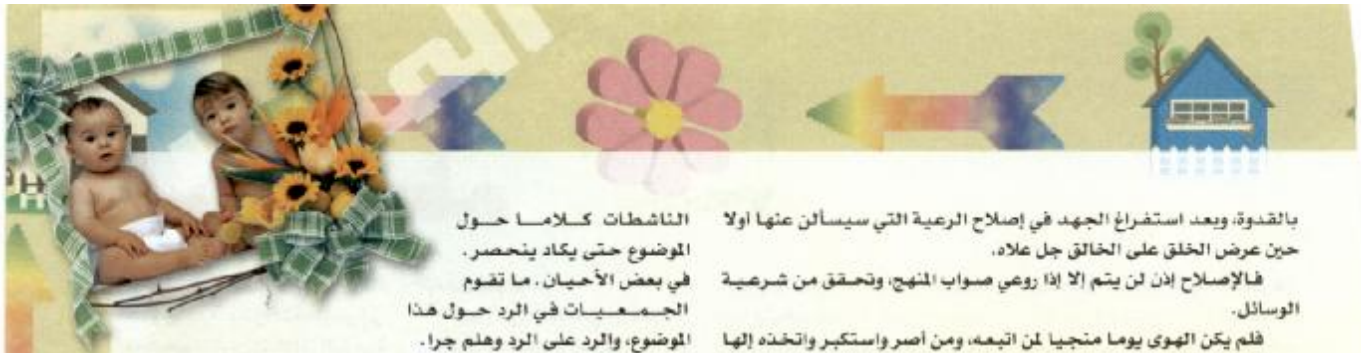 بالقدوة، وبعد استفراغ الجهد في إصلاح الرعية التي سيسألن عنها اولا
حين عرض الخلق على الخالق جل علاه.
فالإصلاح إذن لن يتم إلا إذا روعي صواب المنهج، وتحقق من شرعية
الوسائل.
فلم يكن الهوى يوما منجيا لمن اتبعه، ومن أصر واستكبر واتخذه إلها
الناشطات كلاما حول
الموضوع حتى يكاد ينحصر.
في بعض الأحيان. ما تقوم
الجمعيات في الرد حول هذا
الموضوع، والرد على الرد وهلم جرا.